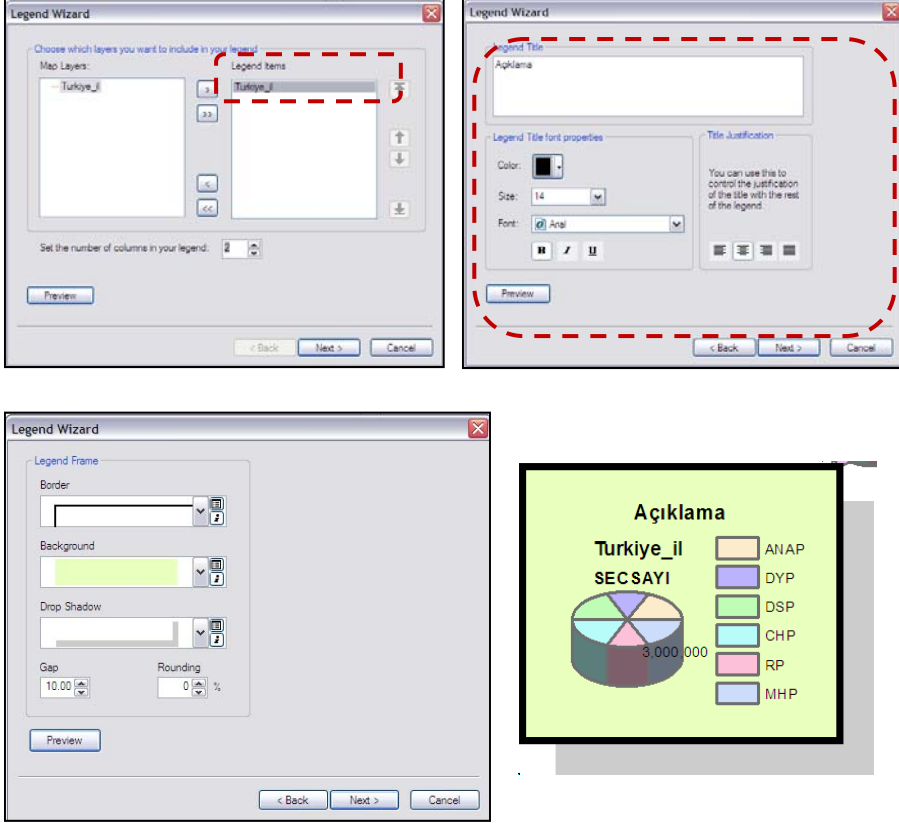 Legend Wizard
Choose which layers you want to include in your legend
Map Layers:
Legend Items
Turkiye_il
Turkiye_il
>
>>
<
<<
Set the number of columns in your legend:
2
Preview
< Back
Next >
Cancel
Legend Wizard
Legend Title
Açıklama
Legend Title font properties
Color:
Size:
14
Font:
Arial
B I U
Title Justification
You can use this to
control the justification
of the title with the rest
of the legend.
Preview
< Back
Next >
Cancel
Legend Wizard
Legend Frame
Border
Background
Drop Shadow
Gap
Rounding
10.00
0 %
Preview
< Back
Next >
Cancel
Açıklama
Turkiye_il
SECSAYI
3,000,000
ANAP
DYP
DSP
CHP
RP
MHP